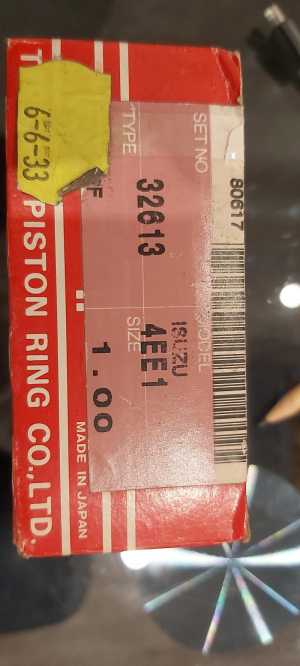 80617
SET NO MODEL
ISUZU
32613 4EE1
TYPE SIZE
1.00
MADE IN JAPAN
PISTON RING CO.,LTD.
6-6-33